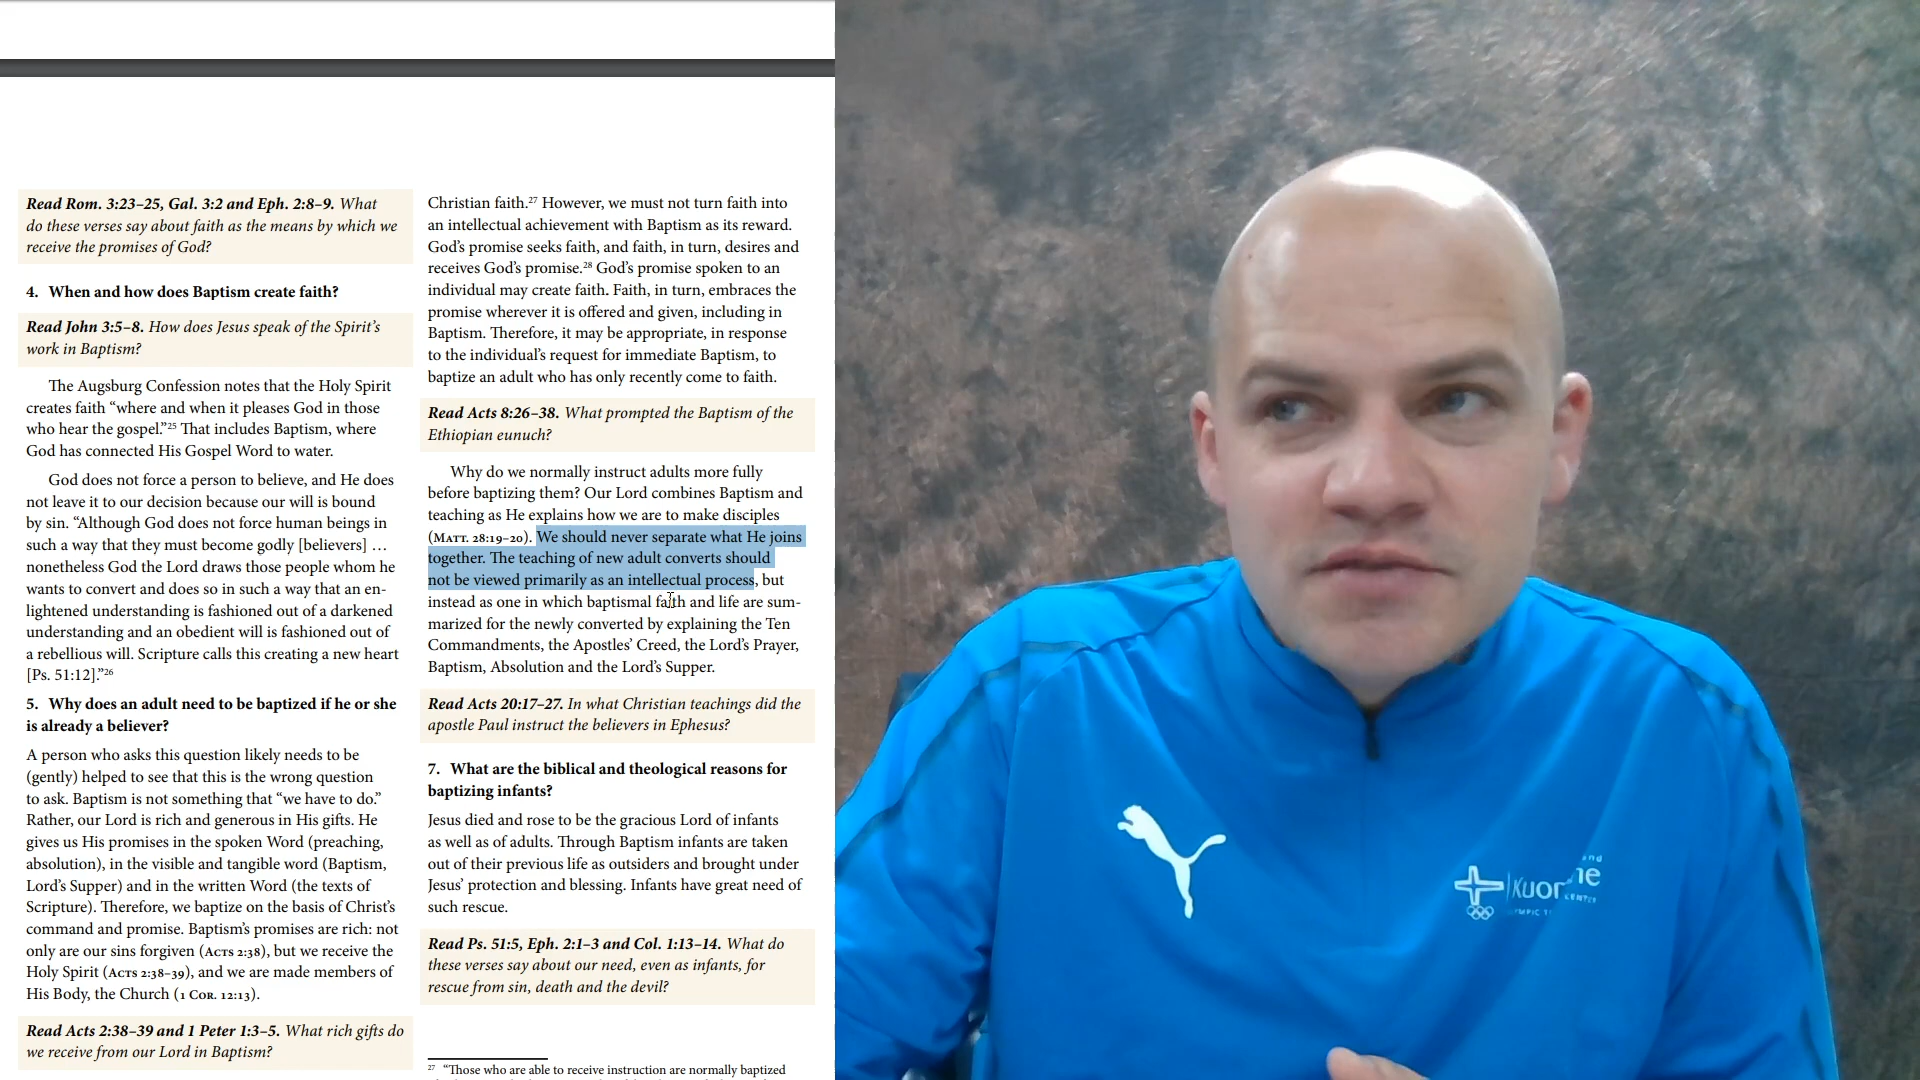 Read Rom. 3:23–25, Gal. 3:2 and Eph. 2:8–9. What
do these verses say about faith as the means by which we
receive the promises of God?
4. When and how does Baptism create faith?
Read John 3:5–8. How does Jesus speak of the Spirit's
work in Baptism?
The Augsburg Confession notes that the Holy Spirit
creates faith “where and when it pleases God in those
who hear the gospel.”²⁵ That includes Baptism, where
God has connected His Gospel Word to water.
God does not force a person to believe, and He does
not leave it to our decision because our will is bound
by sin. “Although God does not force human beings in
such a way that they must become godly [believers] …
nonetheless God the Lord draws those people whom he
wants to convert and does so in such a way that an en-
lightened understanding is fashioned out of a darkened
understanding and an obedient will is fashioned out of
a rebellious will. Scripture calls this creating a new heart
[Ps. 51:12].”²⁶
5. Why does an adult need to be baptized if he or she
is already a believer?
A person who asks this question likely needs to be
(gently) helped to see that this is the wrong question
to ask. Baptism is not something that “we have to do.”
Rather, our Lord is rich and generous in His gifts. He
gives us His promises in the spoken Word (preaching,
absolution), in the visible and tangible word (Baptism,
Lord's Supper) and in the written Word (the texts of
Scripture). Therefore, we baptize on the basis of Christ's
command and promise. Baptism's promises are rich: not
only are our sins forgiven (Acts 2:38), but we receive the
Holy Spirit (Acts 2:38–39), and we are made members of
His Body, the Church (1 Cor. 12:13).
Read Acts 2:38–39 and 1 Peter 1:3–5. What rich gifts do
we receive from our Lord in Baptism?
Christian faith.²⁷ However, we must not turn faith into
an intellectual achievement with Baptism as its reward.
God's promise seeks faith, and faith, in turn, desires and
receives God's promise.²⁸ God's promise spoken to an
individual may create faith. Faith, in turn, embraces the
promise wherever it is offered and given, including in
Baptism. Therefore, it may be appropriate, in response
to the individual's request for immediate Baptism, to
baptize an adult who has only recently come to faith.
Read Acts 8:26–38. What prompted the Baptism of the
Ethiopian eunuch?
Why do we normally instruct adults more fully
before baptizing them? Our Lord combines Baptism and
teaching as He explains how we are to make disciples
(Matt. 28:19–20). We should never separate what He joins
together. The teaching of new adult converts should
not be viewed primarily as an intellectual process, but
instead as one in which baptismal faith and life are sum-
marized for the newly converted by explaining the Ten
Commandments, the Apostles' Creed, the Lord's Prayer,
Baptism, Absolution and the Lord's Supper.
Read Acts 20:17–27. In what Christian teachings did the
apostle Paul instruct the believers in Ephesus?
7. What are the biblical and theological reasons for
baptizing infants?
Jesus died and rose to be the gracious Lord of infants
as well as of adults. Through Baptism infants are taken
out of their previous life as outsiders and brought under
Jesus' protection and blessing. Infants have great need of
such rescue.
Read Ps. 51:5, Eph. 2:1–3 and Col. 1:13–14. What do
these verses say about our need, even as infants, for
rescue from sin, death and the devil?
²⁷ “Those who are able to receive instruction are normally baptized